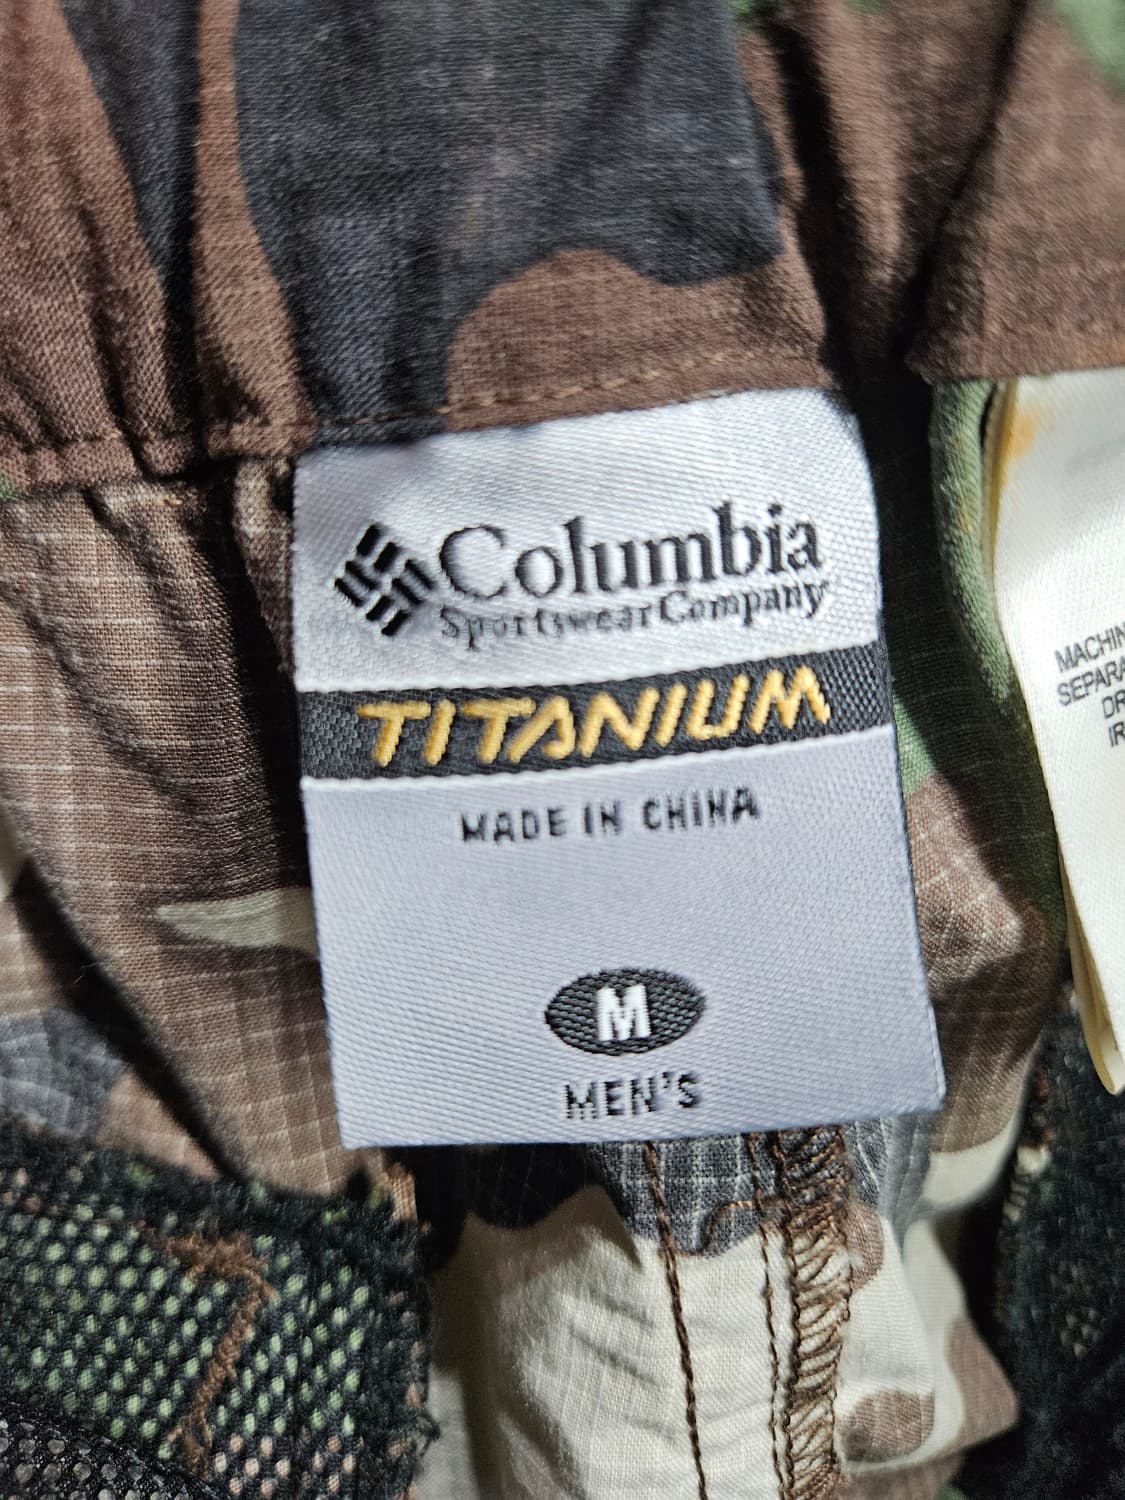 Columbia
Sportswear Company
TITANIUM
MADE IN CHINA
M
MEN'S
MACHIN
SEPARA
DR
IR